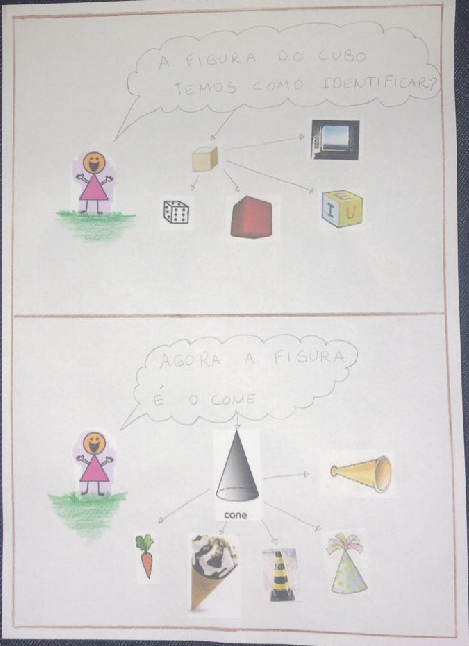 A FIGURA DO CUBO
TEMOS COMO IDENTIFICAR?
E
I U
AGORA A FIGURA
É O CONE
cone